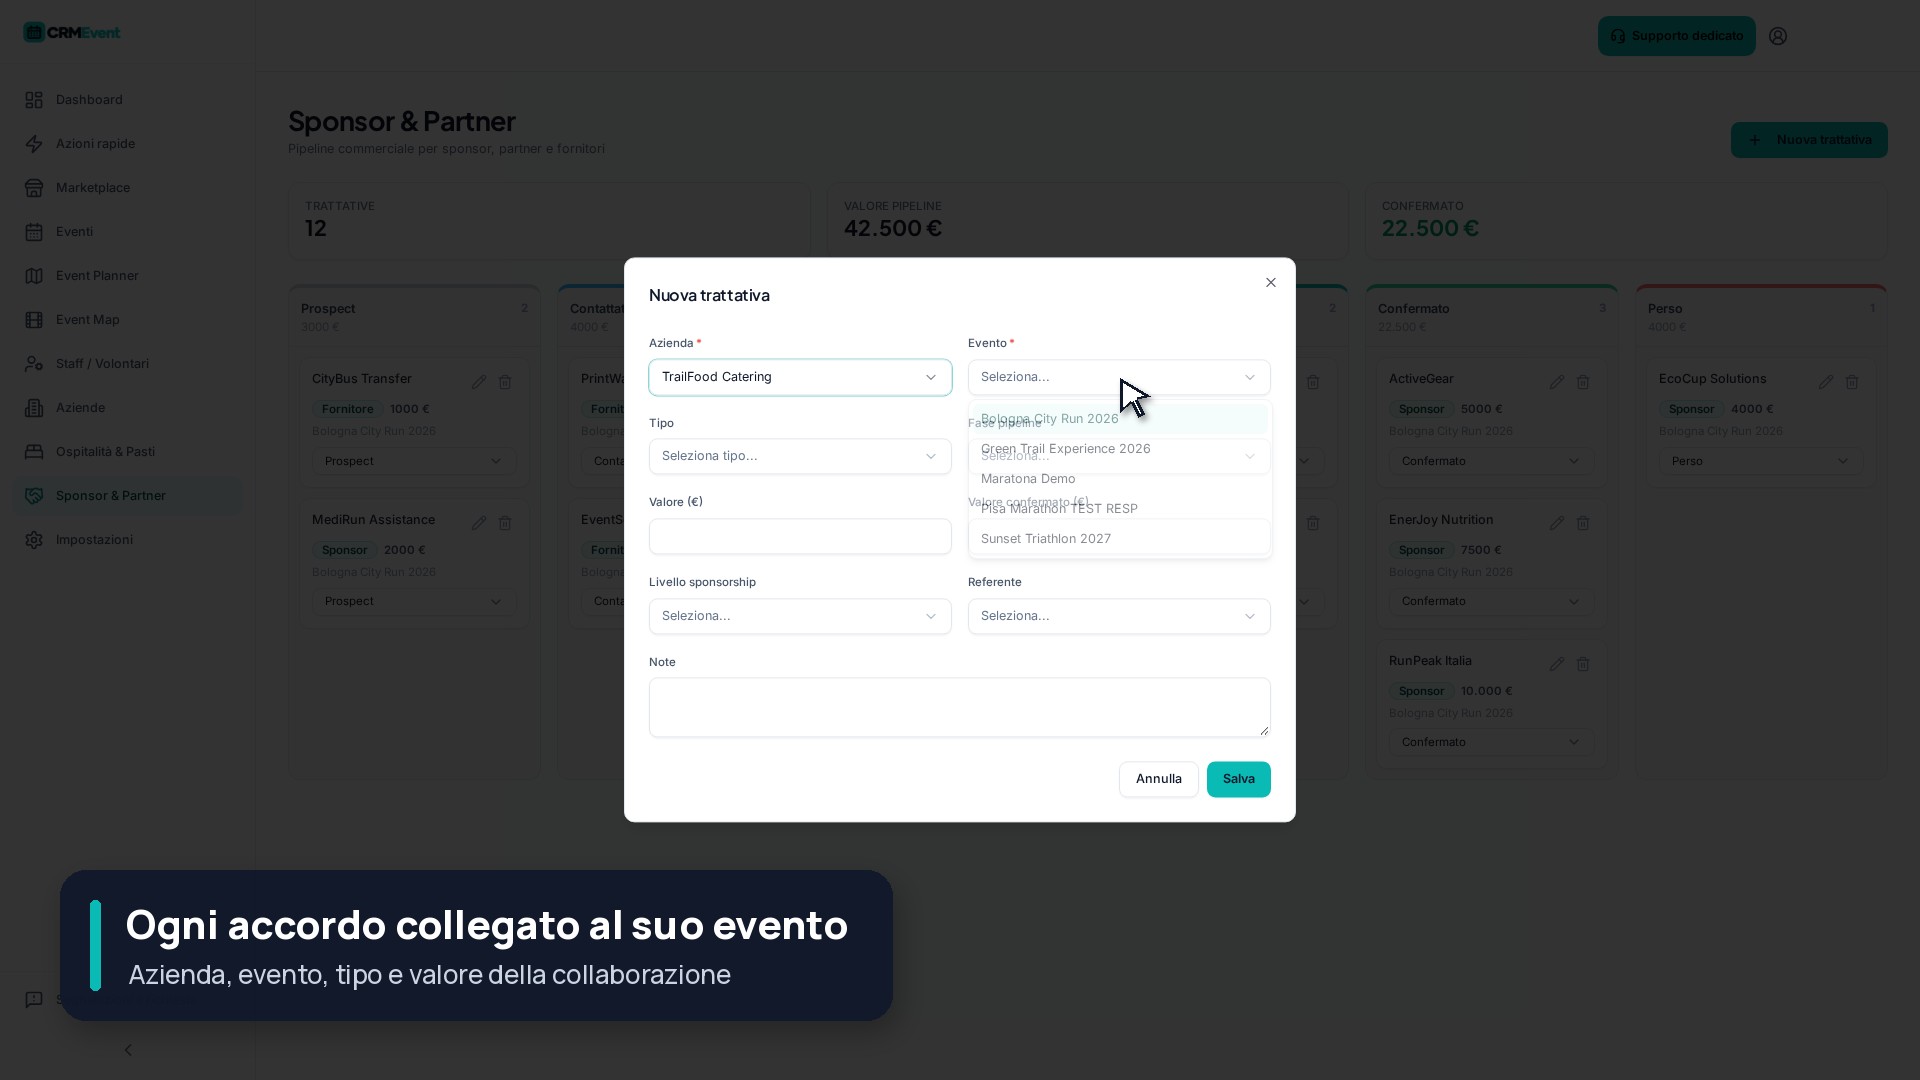 CRMEvent
Supporto dedicato
Dashboard
Azioni rapide
Marketplace
Eventi
Event Planner
Event Map
Staff / Volontari
Aziende
Ospitalità & Pasti
Sponsor & Partner
Impostazioni
Sponsor & Partner
Pipeline commerciale per sponsor, partner e fornitori
Nuova trattativa
TRATTATIVE
12
VALORE PIPELINE
42.500 €
CONFERMATO
22.500 €
Prospect 2
3000 €
CityBus Transfer
Fornitore 1000 €
Bologna City Run 2026
Prospect
MediRun Assistance
Sponsor 2000 €
Bologna City Run 2026
Prospect
4000 €
2
Confermato 3
22.500 €
ActiveGear
Sponsor 5000 €
Bologna City Run 2026
Confermato
EnerJoy Nutrition
Sponsor 7500 €
Bologna City Run 2026
Confermato
RunPeak Italia
Sponsor 10.000 €
Bologna City Run 2026
Confermato
Perso 1
4000 €
EcoCup Solutions
Sponsor 4000 €
Bologna City Run 2026
Perso
Nuova trattativa
Azienda *
TrailFood Catering
Evento *
Seleziona...
Bologna City Run 2026
Green Trail Experience 2026
Maratona Demo
Pisa Marathon TEST RESP
Sunset Triathlon 2027
Tipo
Seleziona tipo...
Fase pipeline
Seleziona...
Valore (€)
Valore confermato (€)
Livello sponsorship
Seleziona...
Referente
Seleziona...
Note
Annulla
Salva
Ogni accordo collegato al suo evento
Azienda, evento, tipo e valore della collaborazione